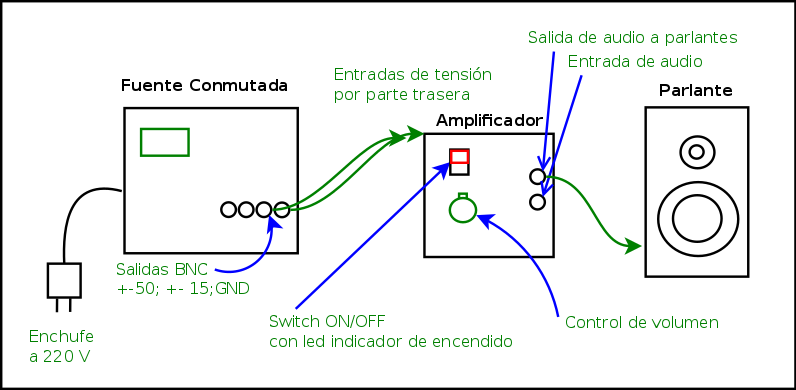 Salida de audio a parlantes
Entrada de audio
Entradas de tensión
por parte trasera
Fuente Conmutada
Parlante
Amplificador
Salidas BNC
+-50; +- 15;GND
Switch ON/OFF
con led indicador de encendido
Control de volumen
Enchufe
a 220 V